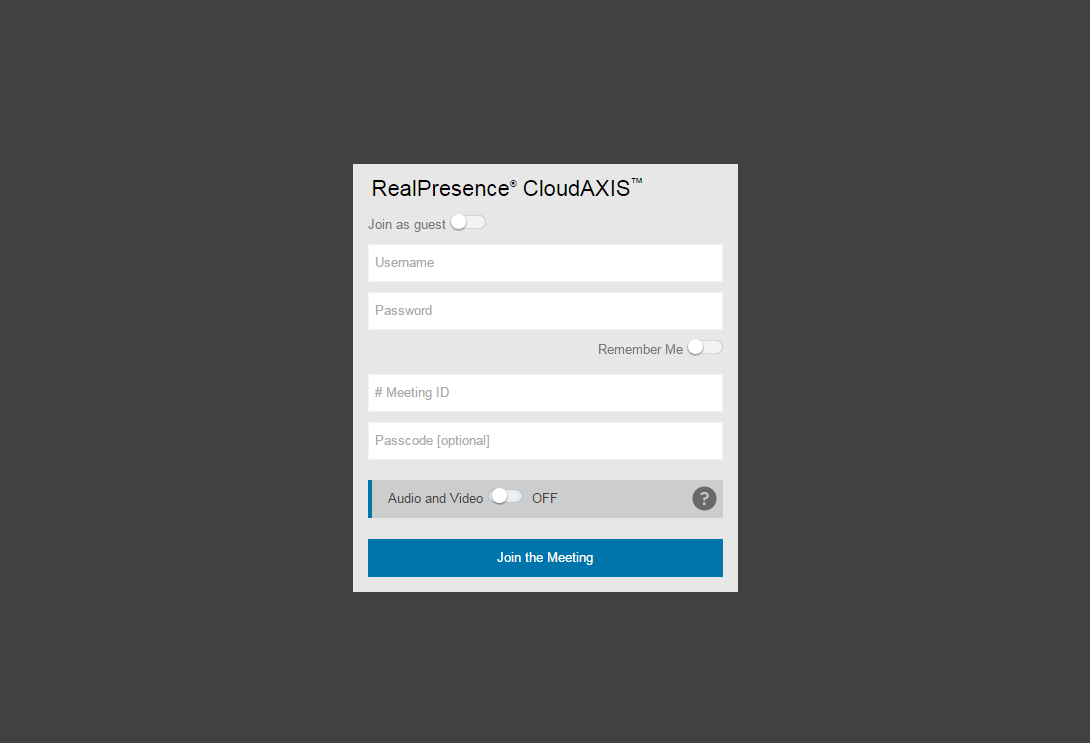 RealPresence® CloudAXIS™
Join as guest
Username
Password
Remember Me
# Meeting ID
Passcode [optional]
Audio and Video OFF ?
Join the Meeting